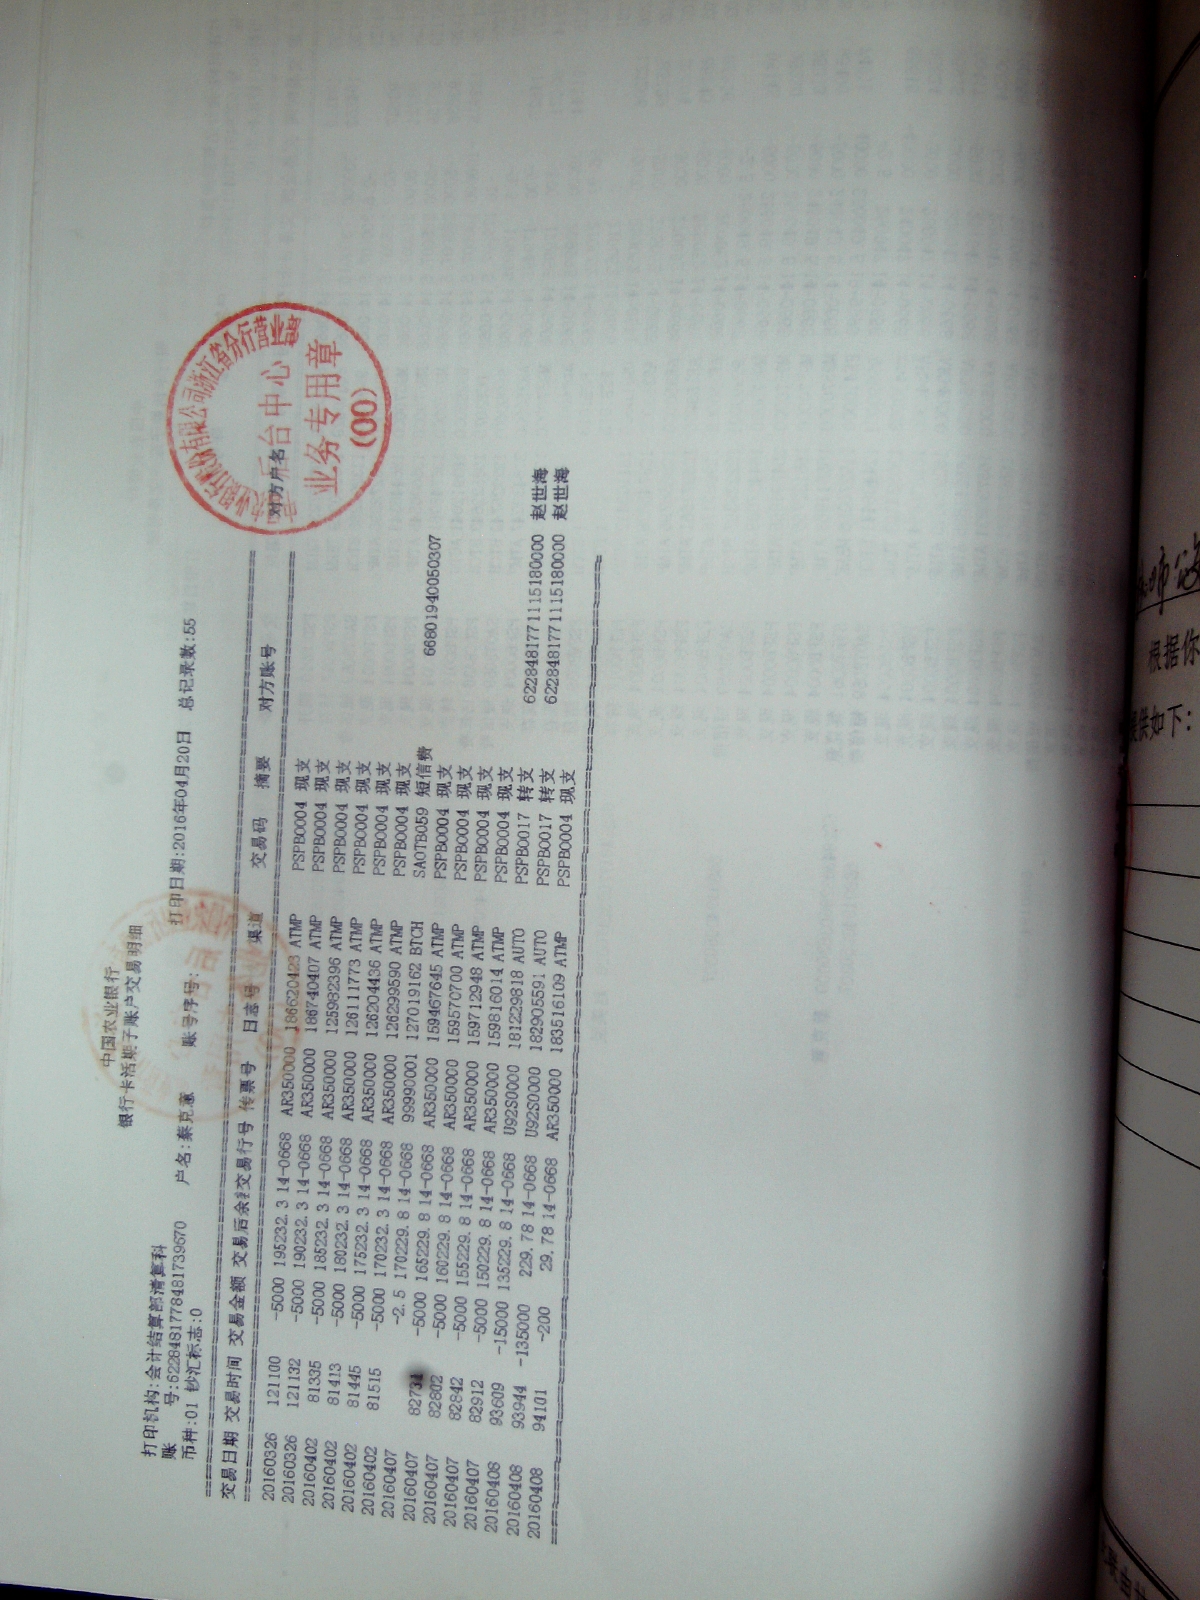 中国农业银行
银行卡活期子账户交易明细
打印机构:会计结算部清算科
账 号:6228481778481739670 户名:蔡克意 账号序号: 打印日期:2016年04月20日 总记录数:55
币种:01 钞汇标志:0
交易日期 交易时间 交易金额 交易后余 交易行号 传票号 日志号 渠道 交易码 摘要 对方账号 对方户名
20160326 121100 -5000 195232.3 14-0668 AR350000 186620423 ATMP PSPB0004 现支
20160326 121132 -5000 190232.3 14-0668 AR350000 186740407 ATMP PSPB0004 现支
20160402 81335 -5000 185232.3 14-0668 AR350000 125982396 ATMP PSPB0004 现支
20160402 81413 -5000 180232.3 14-0668 AR350000 126111773 ATMP PSPB0004 现支
20160402 81445 -5000 175232.3 14-0668 AR350000 126204436 ATMP PSPB0004 现支
20160402 81515 -5000 170232.3 14-0668 AR350000 126299590 ATMP PSPB0004 现支
20160407 -2.5 170229.8 14-0668 99990001 127019162 BTCH SAOTB059 短信费 66801940050307
20160407 82731 -5000 165229.8 14-0668 AR350000 159467645 ATMP PSPB0004 现支
20160407 82802 -5000 160229.8 14-0668 AR350000 159570700 ATMP PSPB0004 现支
20160407 82842 -5000 155229.8 14-0668 AR350000 159712948 ATMP PSPB0004 现支
20160407 82912 -5000 150229.8 14-0668 AR350000 159816014 ATMP PSPB0004 现支
20160408 93609 -15000 135229.8 14-0668 U92S0000 181229818 AUTO PSPB0017 转支 6228481771115180000 赵世海
20160408 93944 -135000 229.78 14-0668 U92S0000 182905591 AUTO PSPB0017 转支 6228481771115180000 赵世海
20160408 94101 -200 29.78 14-0668 AR350000 183516109 ATMP PSPB0004 现支
农业银行股份有限公司浙江省分行营业部
后台中心
业务专用章
(00)
根据你
提供如下: